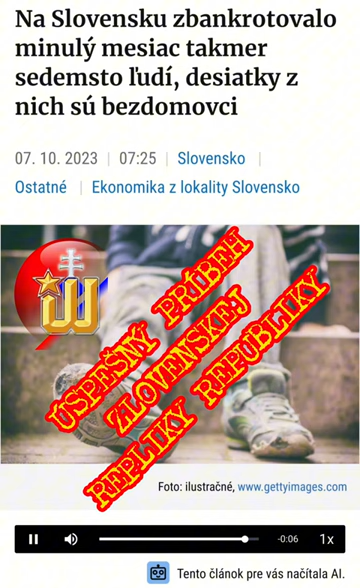 Na Slovensku zbankrotovalo
minulý mesiac takmer
sedemsto ľudí, desiatky z
nich sú bezdomovci
07. 10. 2023 | 07:25 | Slovensko |
Ostatné | Ekonomika z lokality Slovensko
ÚSPEŠNÝ PRÍBEH
ZLOVENSKEJ
REPLIKY REPUBLIKY
Foto: ilustračné, www.gettyimages.com
-0:06 1x
Tento článok pre vás načítala AI.